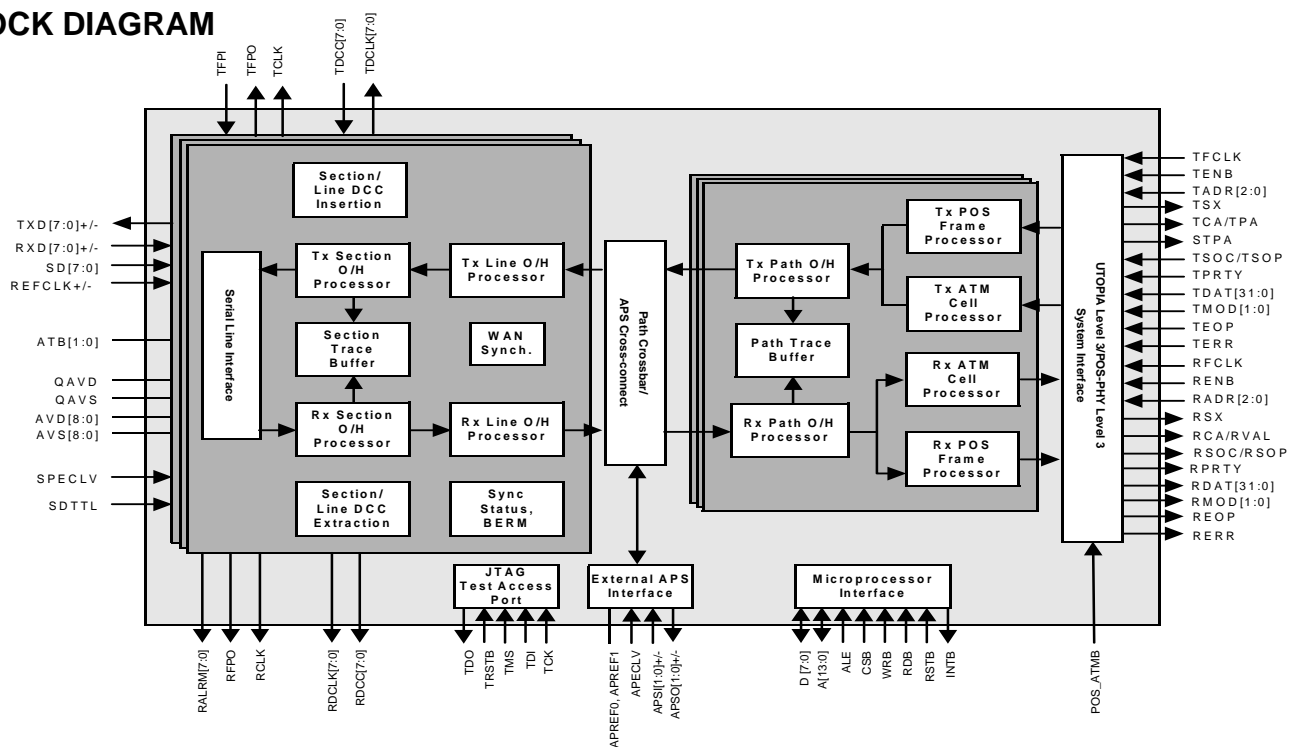 OCK DIAGRAM
TFPI
TFPO
TCLK
TDCC[7:0]
TDCLK[7:0]
TXD[7:0]+/-
RXD[7:0]+/-
SD[7:0]
REFCLK+/-
ATB[1:0]
QAVD
QAVS
AVD[8:0]
AVS[8:0]
SPECLV
SDTTL
Section/
Line DCC
Insertion
Serial Line Interface
Tx Section
O/H
Processor
Tx Line O/H
Processor
Section
Trace
Buffer
WAN
Synch.
Rx Section
O/H
Processor
Rx Line O/H
Processor
Section/
Line DCC
Extraction
Sync
Status,
BERM
Path Crossbar/
APS Cross-connect
Tx Path O/H
Processor
Path Trace
Buffer
Rx Path O/H
Processor
Tx POS
Frame
Processor
Tx ATM
Cell
Processor
Rx ATM
Cell
Processor
Rx POS
Frame
Processor
UTOPIA Level 3/POS-PHY Level 3
System Interface
TFCLK
TENB
TADR[2:0]
TSX
TCA/TPA
STPA
TSOC/TSOP
TPRTY
TDAT[31:0]
TMOD[1:0]
TEOP
TERR
RFCLK
RENB
RADR[2:0]
RSX
RCA/RVAL
RSOC/RSOP
RPRTY
RDAT[31:0]
RMOD[1:0]
REOP
RERR
JTAG
Test Access
Port
External APS
Interface
Microprocessor
Interface
RALRM[7:0]
RFPO
RCLK
RDCLK[7:0]
RDCC[7:0]
TDO
TRSTB
TMS
TDI
TCK
APREF0, APREF1
APECLV
APSI[1:0]+/-
APSO[1:0]+/-
D [7:0]
A[13:0]
ALE
CSB
WRB
RDB
RSTB
INTB
POS_ATMB